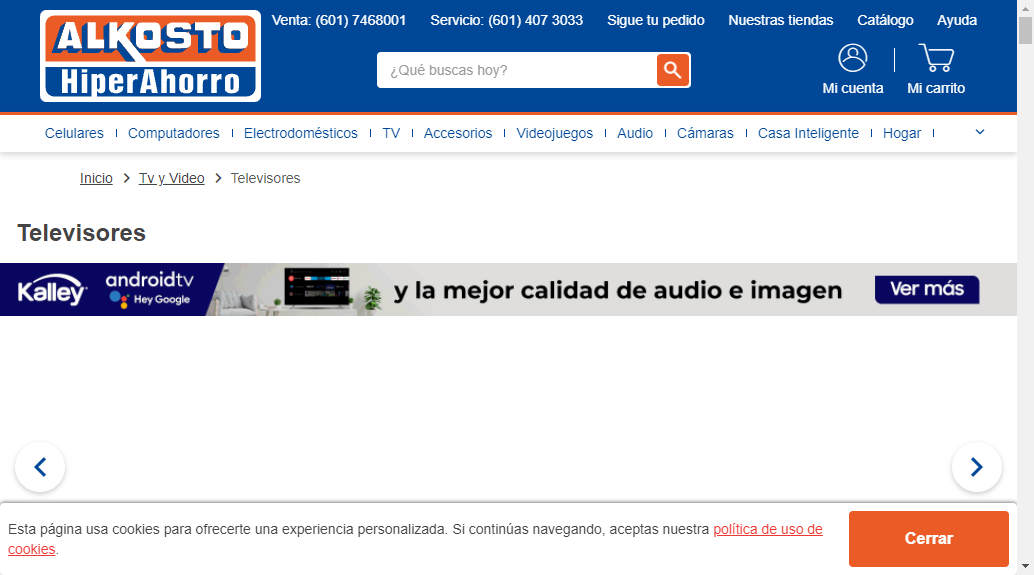 ALKOSTO
HiperAhorro
Venta: (601) 7468001 Servicio: (601) 407 3033 Sigue tu pedido Nuestras tiendas Catálogo Ayuda
¿Qué buscas hoy?
Mi cuenta Mi carrito
Celulares Computadores Electrodomésticos TV Accesorios Videojuegos Audio Cámaras Casa Inteligente Hogar
Inicio Tv y Video Televisores
Televisores
Kalley androidtv Hey Google y la mejor calidad de audio e imagen Ver más
Esta página usa cookies para ofrecerte una experiencia personalizada. Si continúas navegando, aceptas nuestra política de uso de
cookies.
Cerrar